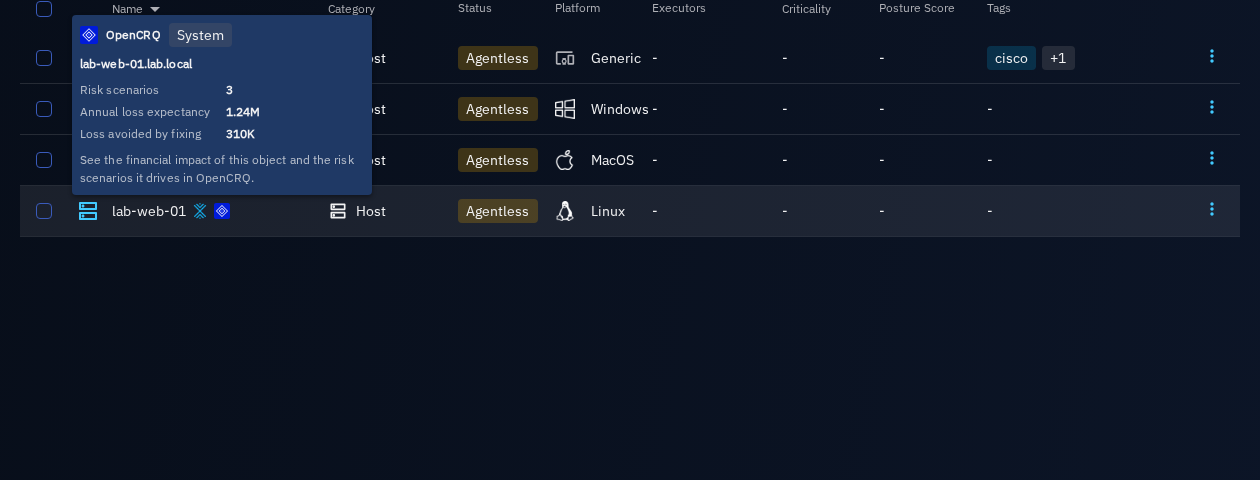 Name Category Status Platform Executors Criticality Posture Score Tags
OpenCRQ System
lab-web-01.lab.local
Risk scenarios 3
Annual loss expectancy 1.24M
Loss avoided by fixing 310K
See the financial impact of this object and the risk
scenarios it drives in OpenCRQ.
ost Agentless Generic - - - cisco +1
ost Agentless Windows - - - -
ost Agentless MacOS - - - -
lab-web-01 Host Agentless Linux - - - -